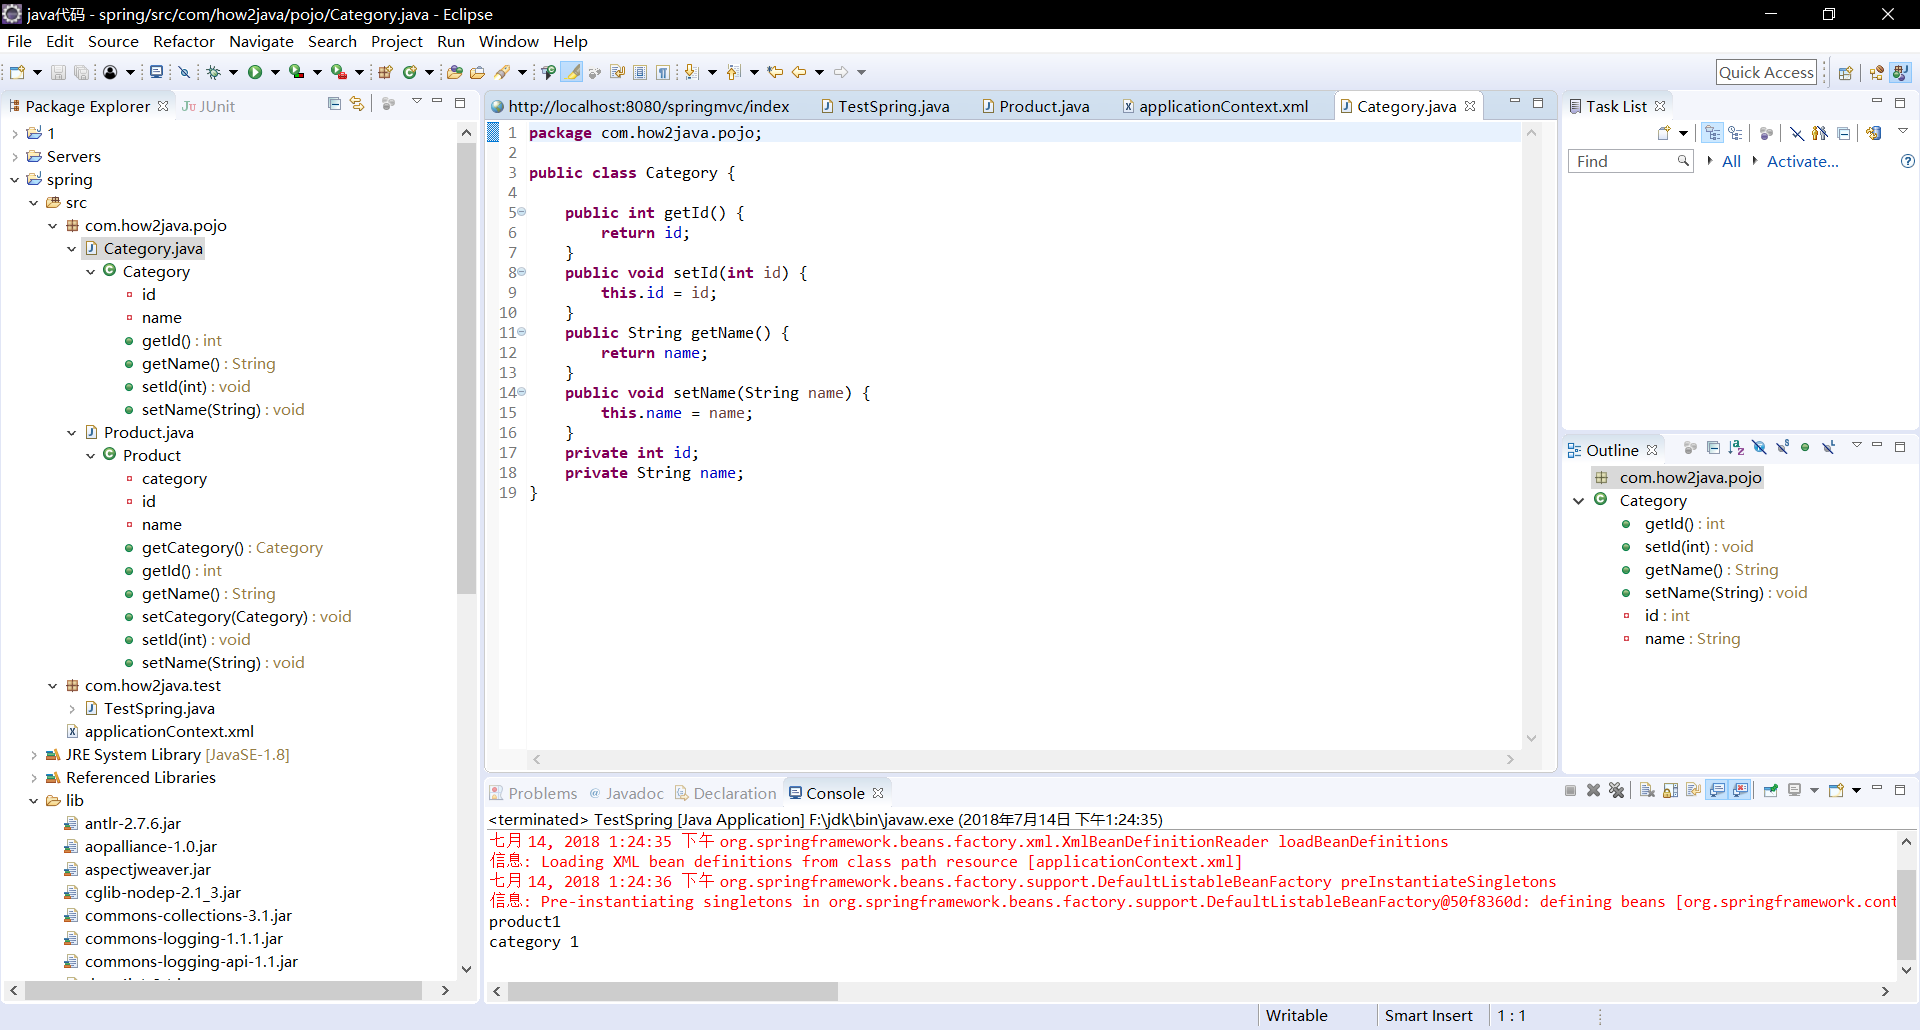 java代码 - spring/src/com/how2java/pojo/Category.java - Eclipse
File Edit Source Refactor Navigate Search Project Run Window Help
Quick Access
Package Explorer JUnit
1
Servers
spring
src
com.how2java.pojo
Category.java
Category
id
name
getId() : int
getName() : String
setId(int) : void
setName(String) : void
Product.java
Product
category
id
name
getCategory() : Category
getId() : int
getName() : String
setCategory(Category) : void
setId(int) : void
setName(String) : void
com.how2java.test
TestSpring.java
applicationContext.xml
JRE System Library [JavaSE-1.8]
Referenced Libraries
lib
antlr-2.7.6.jar
aopalliance-1.0.jar
aspectjweaver.jar
cglib-nodep-2.1_3.jar
commons-collections-3.1.jar
commons-logging-1.1.1.jar
commons-logging-api-1.1.jar
http://localhost:8080/springmvc/index TestSpring.java Product.java applicationContext.xml Category.java
1 package com.how2java.pojo;
2
3 public class Category {
4
5 public int getId() {
6 return id;
7 }
8 public void setId(int id) {
9 this.id = id;
10 }
11 public String getName() {
12 return name;
13 }
14 public void setName(String name) {
15 this.name = name;
16 }
17 private int id;
18 private String name;
19 }
Task List
Find All Activate...
Outline
com.how2java.pojo
Category
getId() : int
setId(int) : void
getName() : String
setName(String) : void
id : int
name : String
Problems @ Javadoc Declaration Console
<terminated> TestSpring [Java Application] F:\jdk\bin\javaw.exe (2018年7月14日 下午1:24:35)
七月 14, 2018 1:24:35 下午 org.springframework.beans.factory.xml.XmlBeanDefinitionReader loadBeanDefinitions
信息: Loading XML bean definitions from class path resource [applicationContext.xml]
七月 14, 2018 1:24:36 下午 org.springframework.beans.factory.support.DefaultListableBeanFactory preInstantiateSingletons
信息: Pre-instantiating singletons in org.springframework.beans.factory.support.DefaultListableBeanFactory@50f8360d: defining beans [org.springframework.cont
product1
category 1
Writable Smart Insert 1 : 1